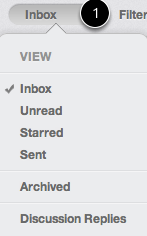 Inbox 1 Filter
VIEW
Inbox
Unread
Starred
Sent
Archived
Discussion Replies